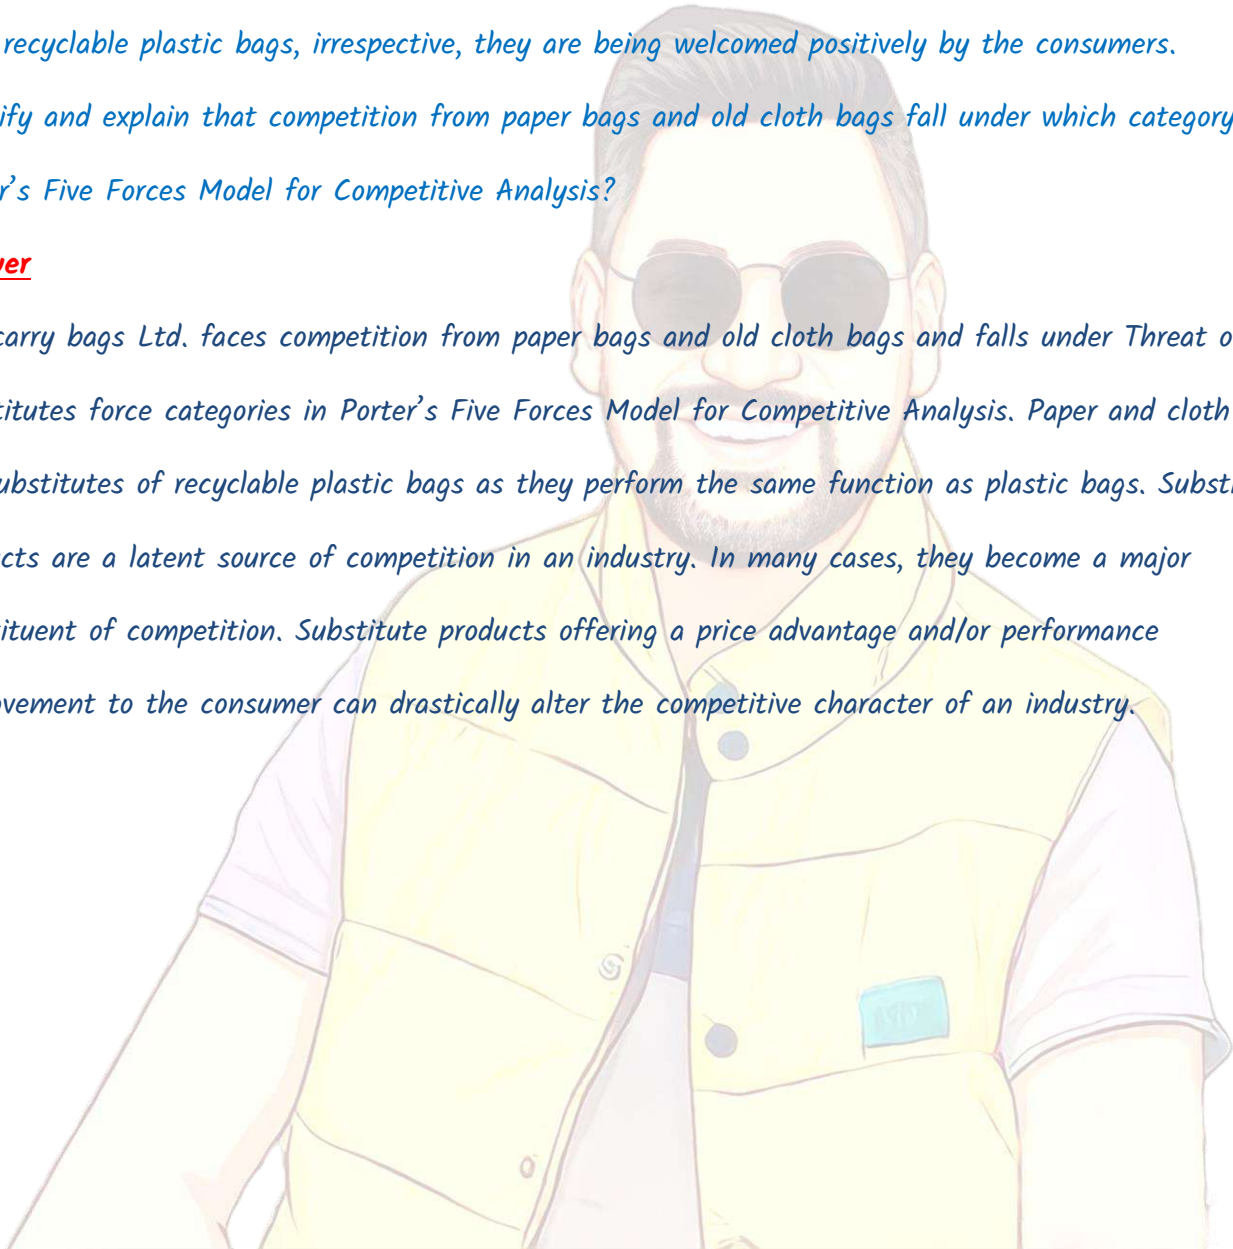 recyclable plastic bags, irrespective, they are being welcomed positively by the consumers.
ify and explain that competition from paper bags and old cloth bags fall under which category
r's Five Forces Model for Competitive Analysis?
ver
carry bags Ltd. faces competition from paper bags and old cloth bags and falls under Threat o
titutes force categories in Porter's Five Forces Model for Competitive Analysis. Paper and cloth
ubstitutes of recyclable plastic bags as they perform the same function as plastic bags. Substi
cts are a latent source of competition in an industry. In many cases, they become a major
tituent of competition. Substitute products offering a price advantage and/or performance
ovement to the consumer can drastically alter the competitive character of an industry.